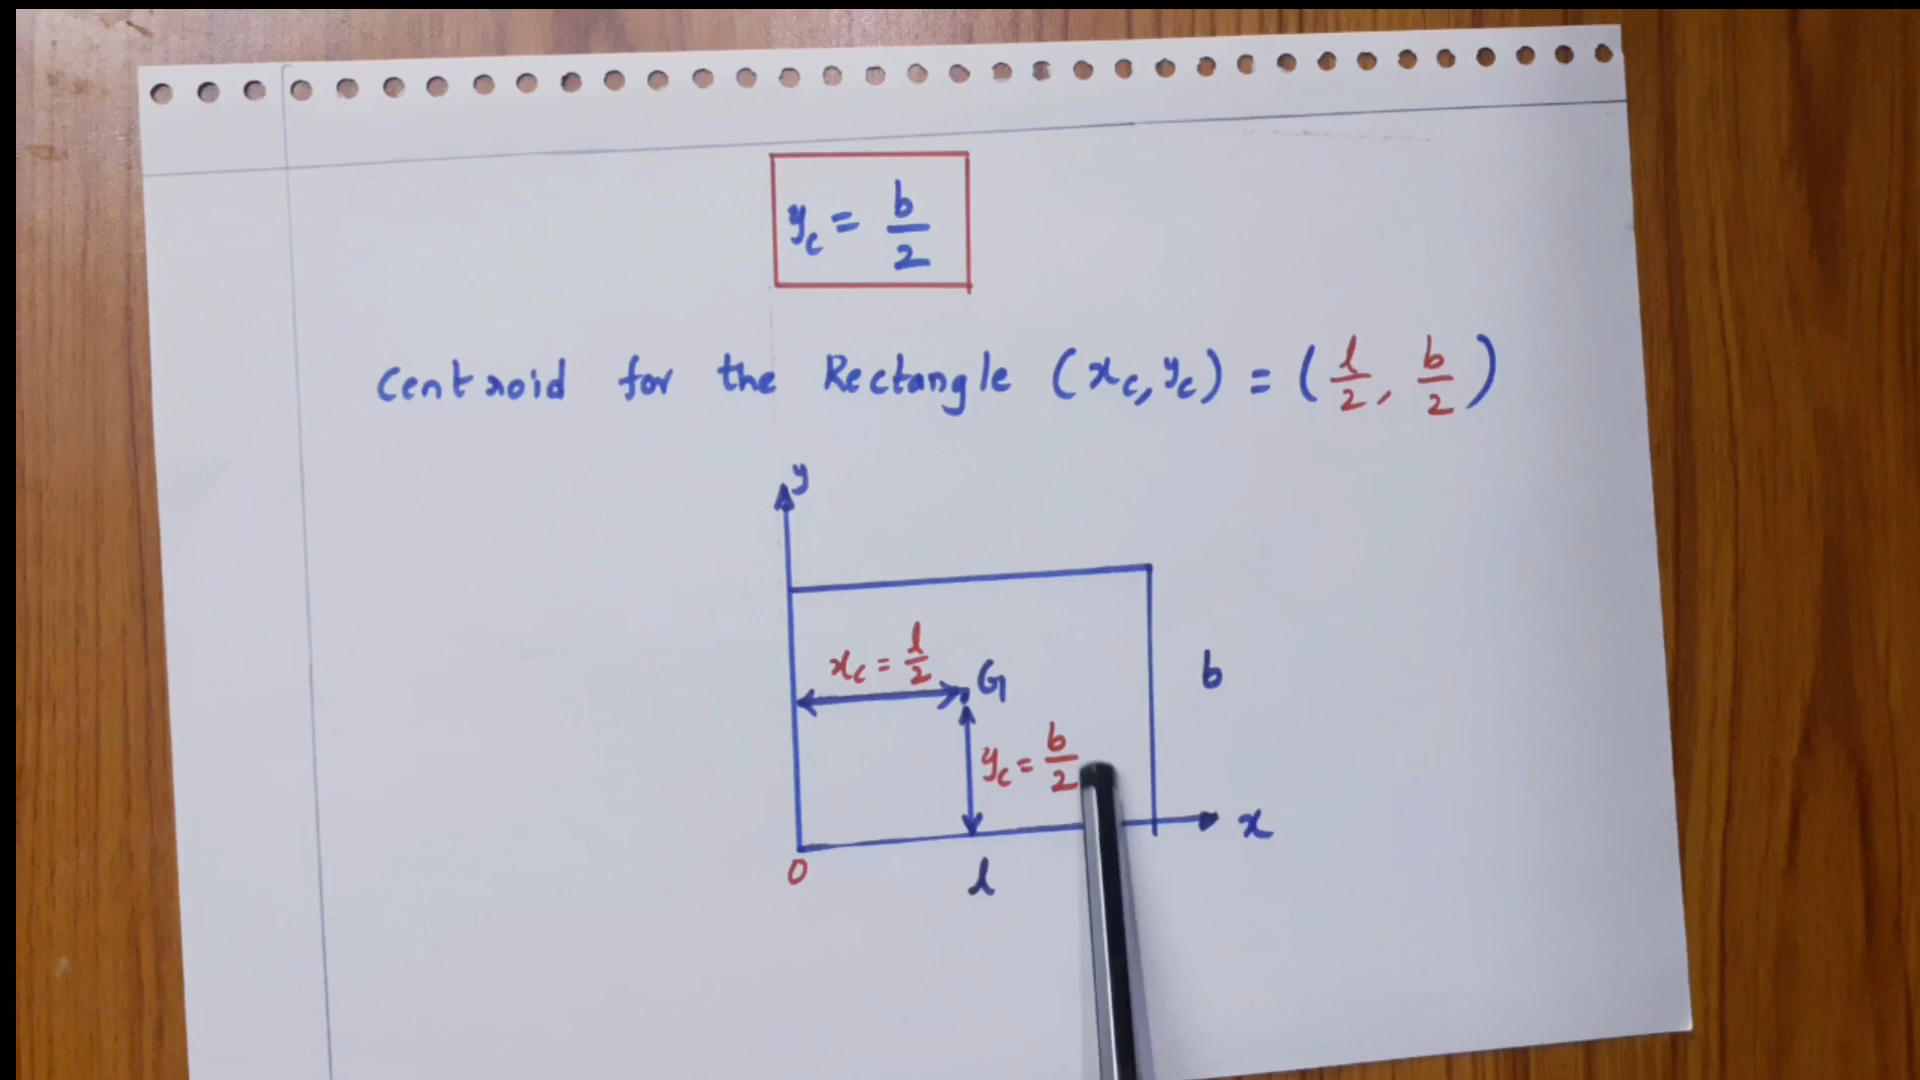 y_c = b/2
Centroid for the Rectangle (x_c, y_c) = (l/2, b/2)
y
x_c = l/2
G
b
y_c = b/2
x
0
l